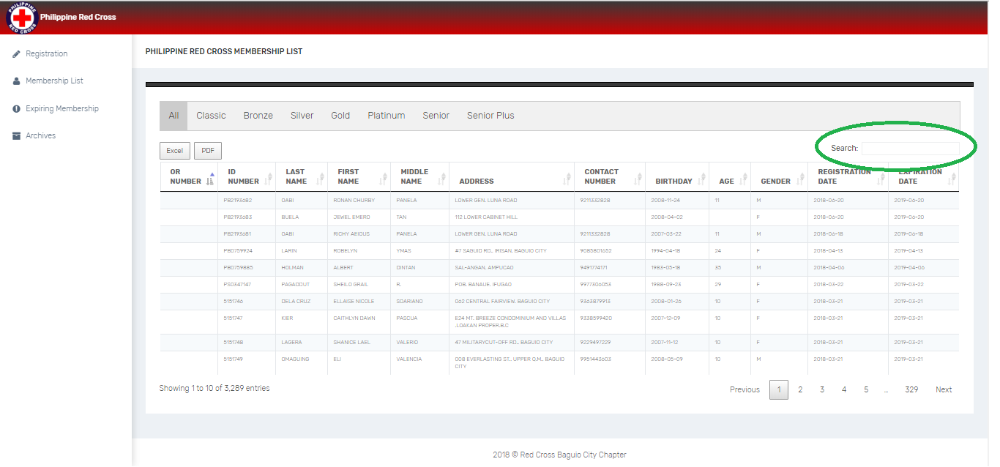 PHILIPPINE
RED CROSS
Philippine Red Cross
Registration
Membership List
Expiring Membership
Archives
PHILIPPINE RED CROSS MEMBERSHIP LIST
All Classic Bronze Silver Gold Platinum Senior Senior Plus
Excel PDF Search:
OR NUMBER ID NUMBER LAST NAME FIRST NAME MIDDLE NAME ADDRESS CONTACT NUMBER BIRTHDAY AGE GENDER REGISTRATION DATE EXPIRATION DATE
PB2193682 GABI RONAN CHURBY PANELA LOWER GEN. LUNA ROAD 9211332828 2008-11-24 11 M 2018-06-20 2019-06-20
PB2193683 BUELA JEWEL EMERO TAN 112 LOWER CABINET HILL 2008-04-02 F 2018-06-20 2019-06-20
PB2193681 GABI RICHY AEIOUS PANELA LOWER GEN. LUNA ROAD 9211332828 2007-03-22 11 M 2018-06-18 2019-06-18
PB0759924 LARIN ROBELYN YMAS #7 SAGUID RD., IRISAN, BAGUIO CITY 9085801652 1994-04-18 24 F 2018-04-13 2019-04-13
PB0759885 HOLMAN ALBERT DINTAN SAL-ANGAN, AMPUCAO 9491774171 1983-05-18 35 M 2018-04-06 2019-04-06
PS0347147 PAGADDUT SHEILO GRAIL R. POB. BANAUE, IFUGAO 9977306053 1988-09-23 29 F 2018-03-22 2019-03-22
5151746 DELA CRUZ ELLAISE NICOLE SOARIANO 062 CENTRAL FAIRVIEW, BAGUIO CITY 9363879913 2008-01-26 10 F 2018-03-21 2019-03-21
5151747 KIER CAITHLYN DAWN PASCUA E24 MT. BREEZE CONDOMINIUM AND VILLAS ,LOAKAN PROPER,B.C 9338599420 2007-12-09 10 F 2018-03-21 2019-03-21
5151748 LAGERA SHANICE LAEL VALERIO 47 MILITARYCUT-OFF RD., BAGUIO CITY 9229497229 2007-11-12 10 F 2018-03-21 2019-03-21
5151749 OMAGUING ELI VALENCIA 008 EVERLASTING ST., UPPER Q.M., BAGUIO CITY 9951443603 2008-05-09 10 M 2018-03-21 2019-03-21
Showing 1 to 10 of 3,289 entries Previous 1 2 3 4 5 ... 329 Next
2018 © Red Cross Baguio City Chapter